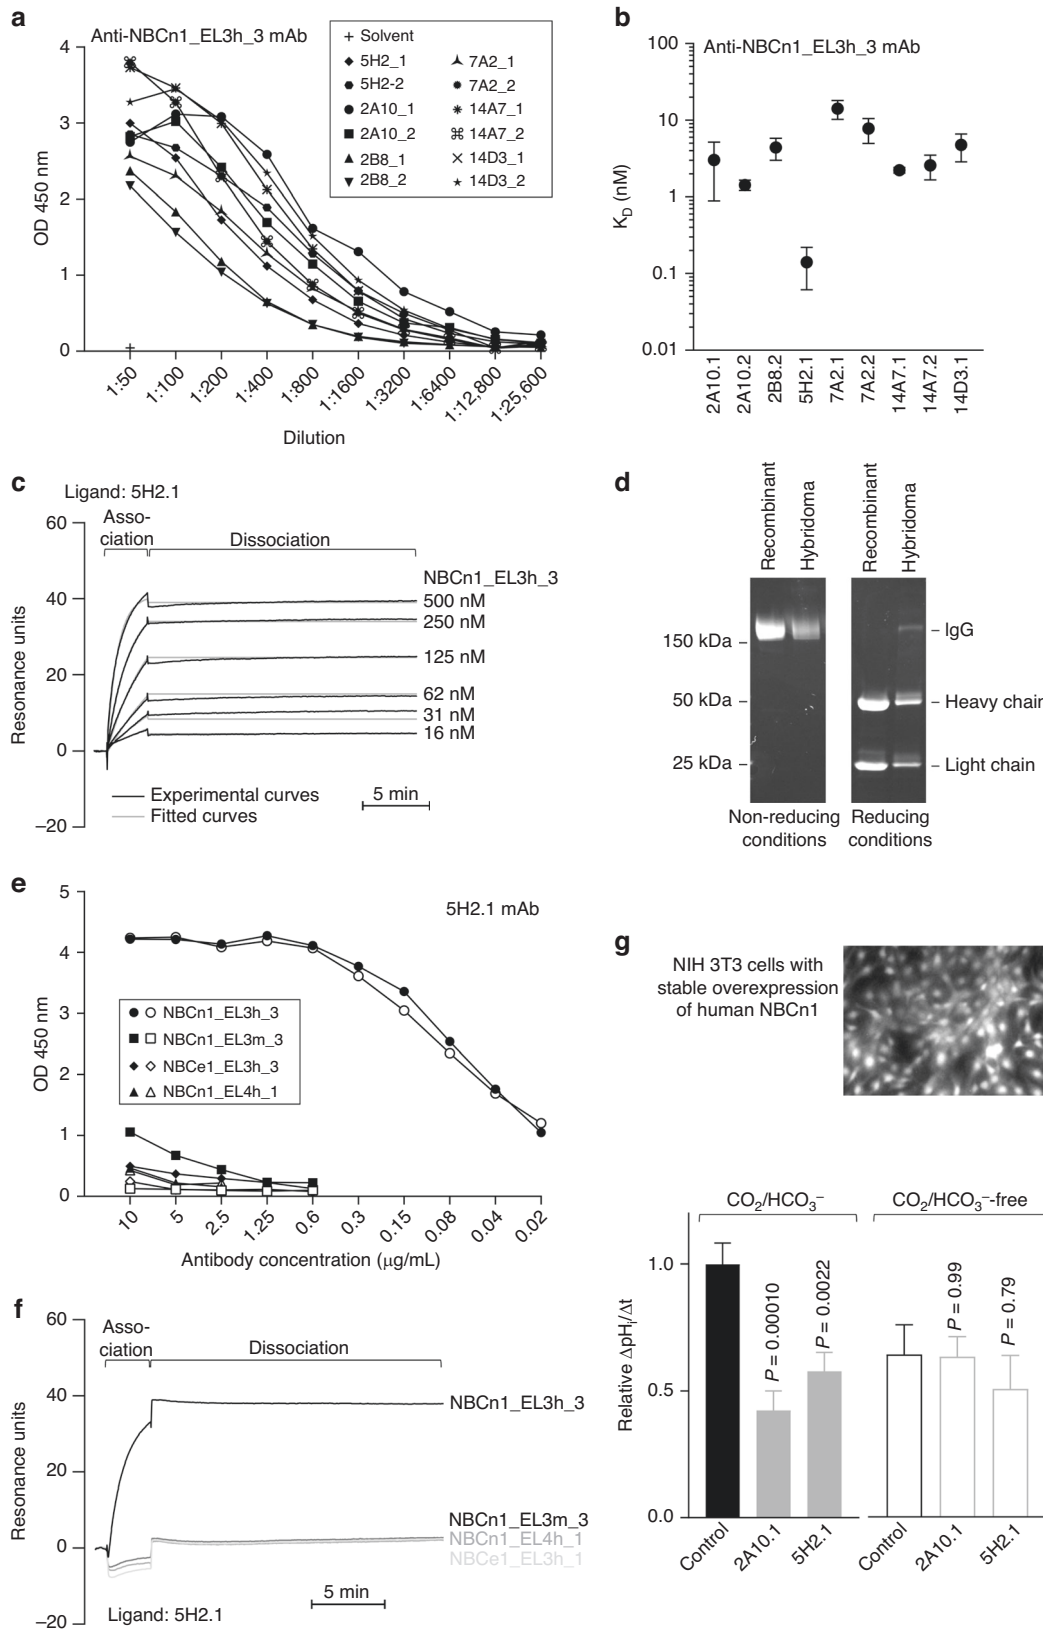 a
Anti-NBCn1_EL3h_3 mAb
OD 450 nm
4
3
2
1
0
Solvent
5H2_1
5H2-2
2A10_1
2A10_2
2B8_1
2B8_2
7A2_1
7A2_2
14A7_1
14A7_2
14D3_1
14D3_2
1:50
1:100
1:200
1:400
1:800
1:1600
1:3200
1:6400
1:12,800
1:25,600
Dilution
b
Anti-NBCn1_EL3h_3 mAb
K_D (nM)
100
10
1
0.1
0.01
2A10.1
2A10.2
2B8.2
5H2.1
7A2.1
7A2.2
14A7.1
14A7.2
14D3.1
c
Ligand: 5H2.1
Asso-
ciation
Dissociation
Resonance units
60
40
20
0
–20
NBCn1_EL3h_3
500 nM
250 nM
125 nM
62 nM
31 nM
16 nM
Experimental curves
Fitted curves
5 min
d
Recombinant
Hybridoma
Recombinant
Hybridoma
150 kDa
50 kDa
25 kDa
IgG
Heavy chain
Light chain
Non-reducing
conditions
Reducing
conditions
e
5H2.1 mAb
OD 450 nm
5
4
3
2
1
0
NBCn1_EL3h_3
NBCn1_EL3m_3
NBCe1_EL3h_3
NBCn1_EL4h_1
10
5
2.5
1.25
0.6
0.3
0.15
0.08
0.04
0.02
Antibody concentration (μg/mL)
f
Asso-
ciation
Dissociation
Resonance units
60
40
20
0
–20
NBCn1_EL3h_3
NBCn1_EL3m_3
NBCn1_EL4h_1
NBCe1_EL3h_1
5 min
Ligand: 5H2.1
g
NIH 3T3 cells with
stable overexpression
of human NBCn1
CO₂/HCO₃⁻
CO₂/HCO₃⁻-free
Relative ΔpHᵢ/Δt
1.0
0.5
0.0
P = 0.00010
P = 0.0022
P = 0.99
P = 0.79
Control
2A10.1
5H2.1
Control
2A10.1
5H2.1